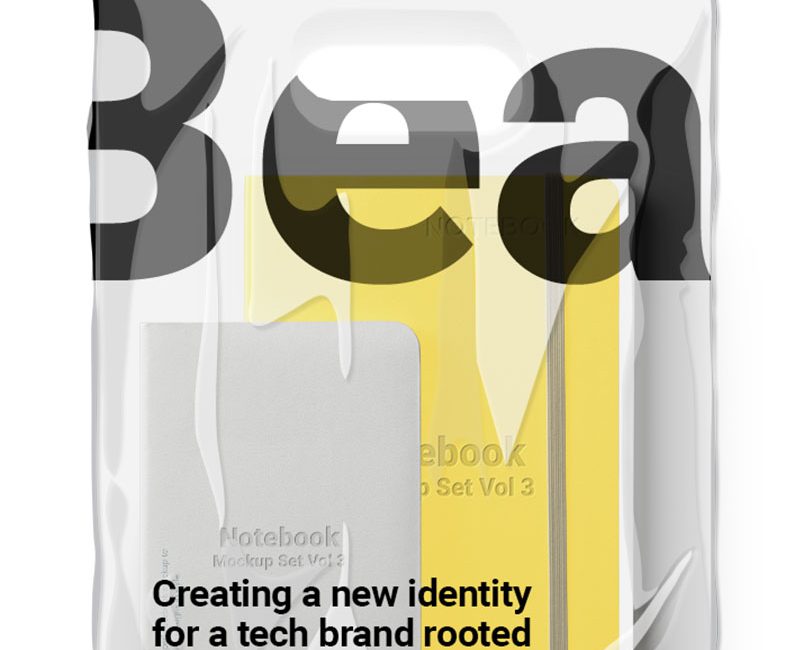 Bea
NOTEBOOK
ebook
Set Vol 3
Notebook
Mockup Set Vol 3
Creating a new identity
for a tech brand rooted